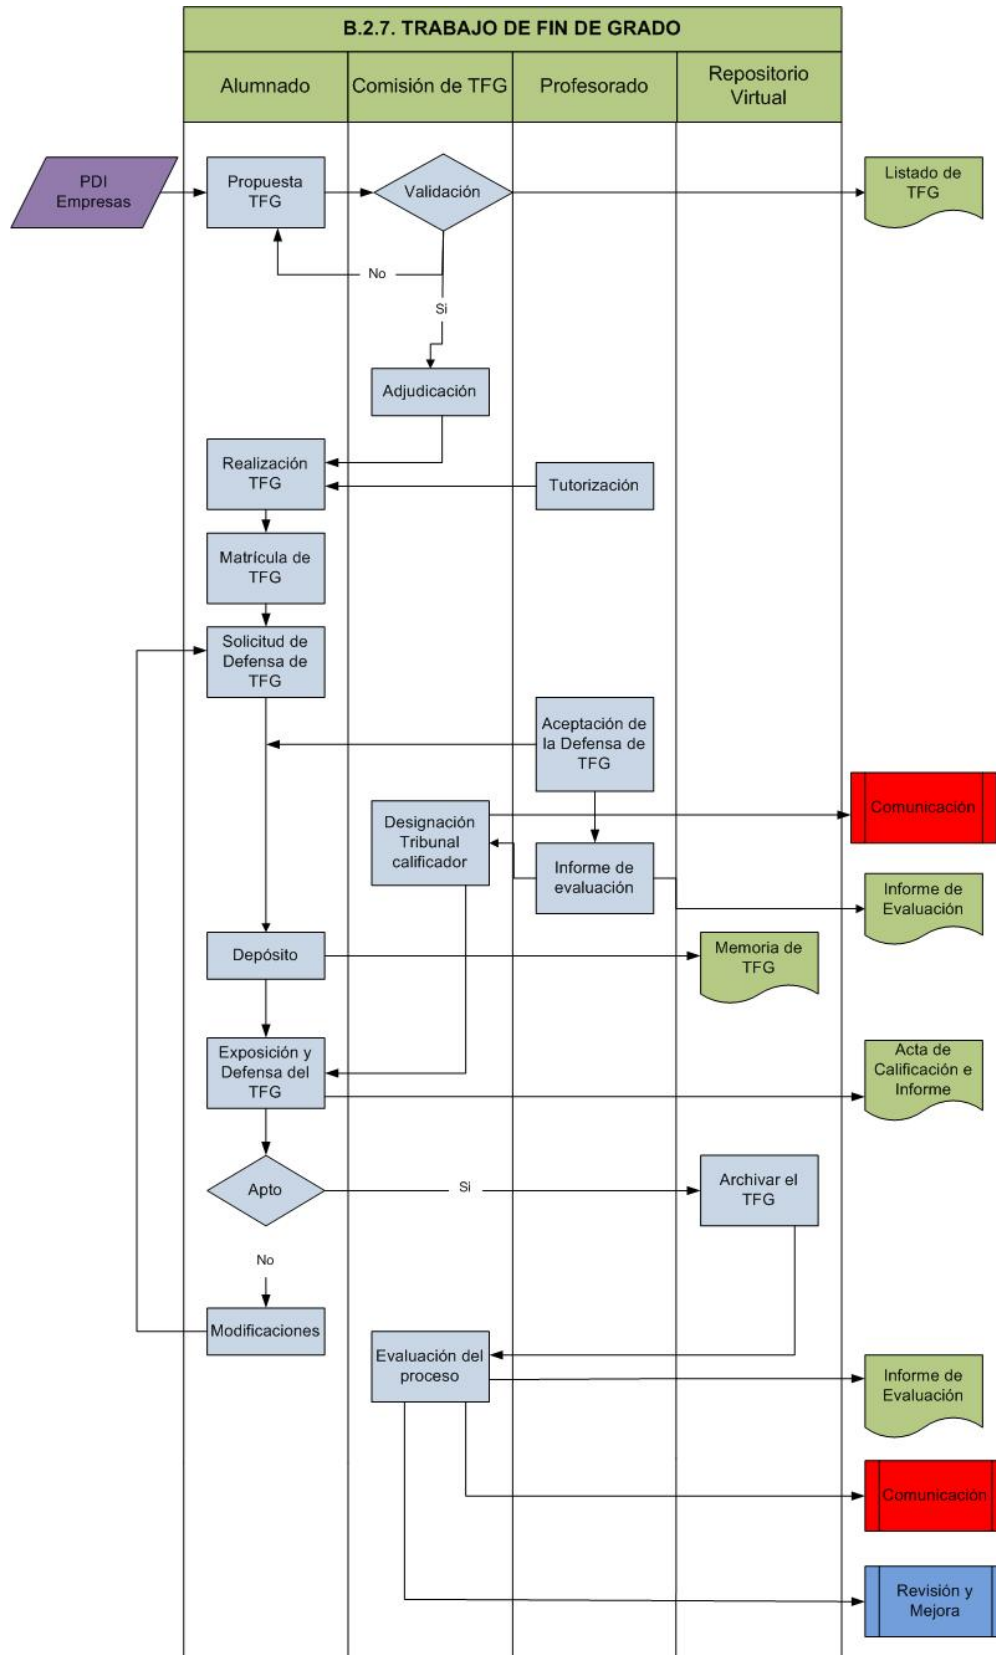 B.2.7. TRABAJO DE FIN DE GRADO
Alumnado
Comisión de TFG
Profesorado
Repositorio
Virtual
PDI
Empresas
Propuesta
TFG
Validación
Listado de
TFG
No
Si
Adjudicación
Realización
TFG
Tutorización
Matrícula de
TFG
Solicitud de
Defensa de
TFG
Aceptación de
la Defensa de
TFG
Comunicación
Designación
Tribunal
calificador
Informe de
evaluación
Informe de
Evaluación
Depósito
Memoria de
TFG
Exposición y
Defensa del
TFG
Acta de
Calificación e
Informe
Apto
Si
Archivar el
TFG
No
Modificaciones
Evaluación del
proceso
Informe de
Evaluación
Comunicación
Revisión y
Mejora